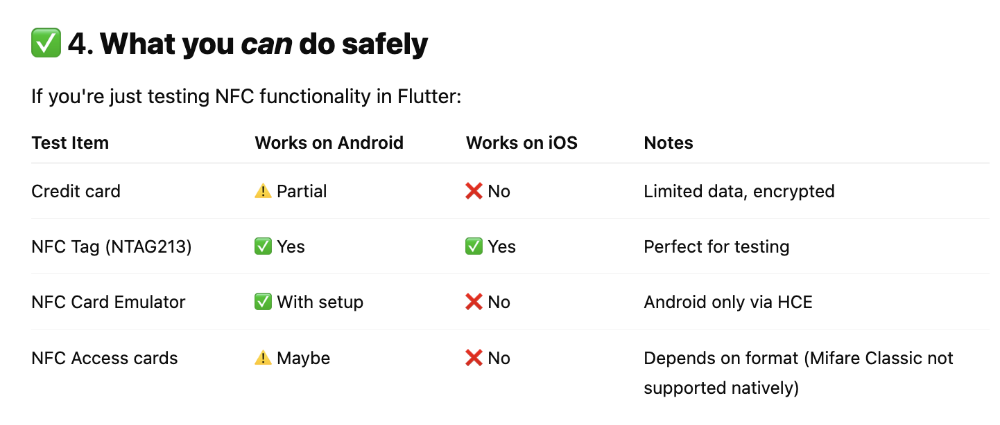 ✅ 4. What you can do safely
If you're just testing NFC functionality in Flutter:
Test Item Works on Android Works on iOS Notes
Credit card ⚠️ Partial ❌ No Limited data, encrypted
NFC Tag (NTAG213) ✅ Yes ✅ Yes Perfect for testing
NFC Card Emulator ✅ With setup ❌ No Android only via HCE
NFC Access cards ⚠️ Maybe ❌ No Depends on format (Mifare Classic not
supported natively)